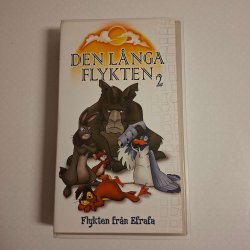 DEN LÅNGA
FLYKTEN 2
Flykten från Efrafa